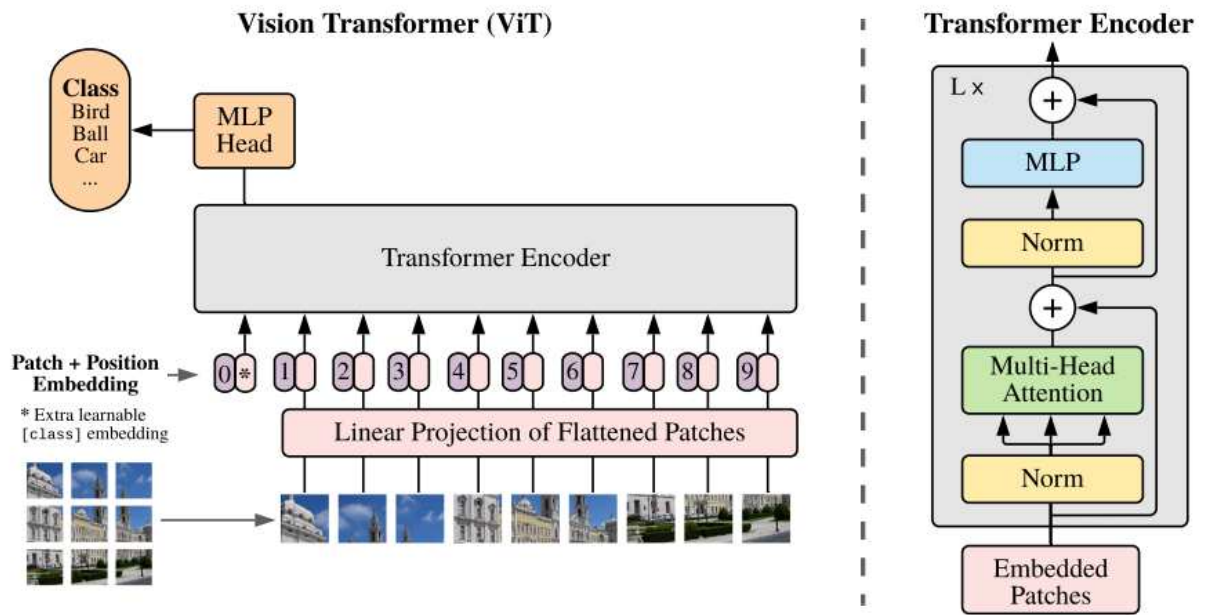 Vision Transformer (ViT)
Class
Bird
Ball
Car
...
MLP
Head
Transformer Encoder
Patch + Position
Embedding
* Extra learnable
[class] embedding
0 * 1 2 3 4 5 6 7 8 9
Linear Projection of Flattened Patches
Transformer Encoder
L ×
+
MLP
Norm
+
Multi-Head
Attention
Norm
Embedded
Patches